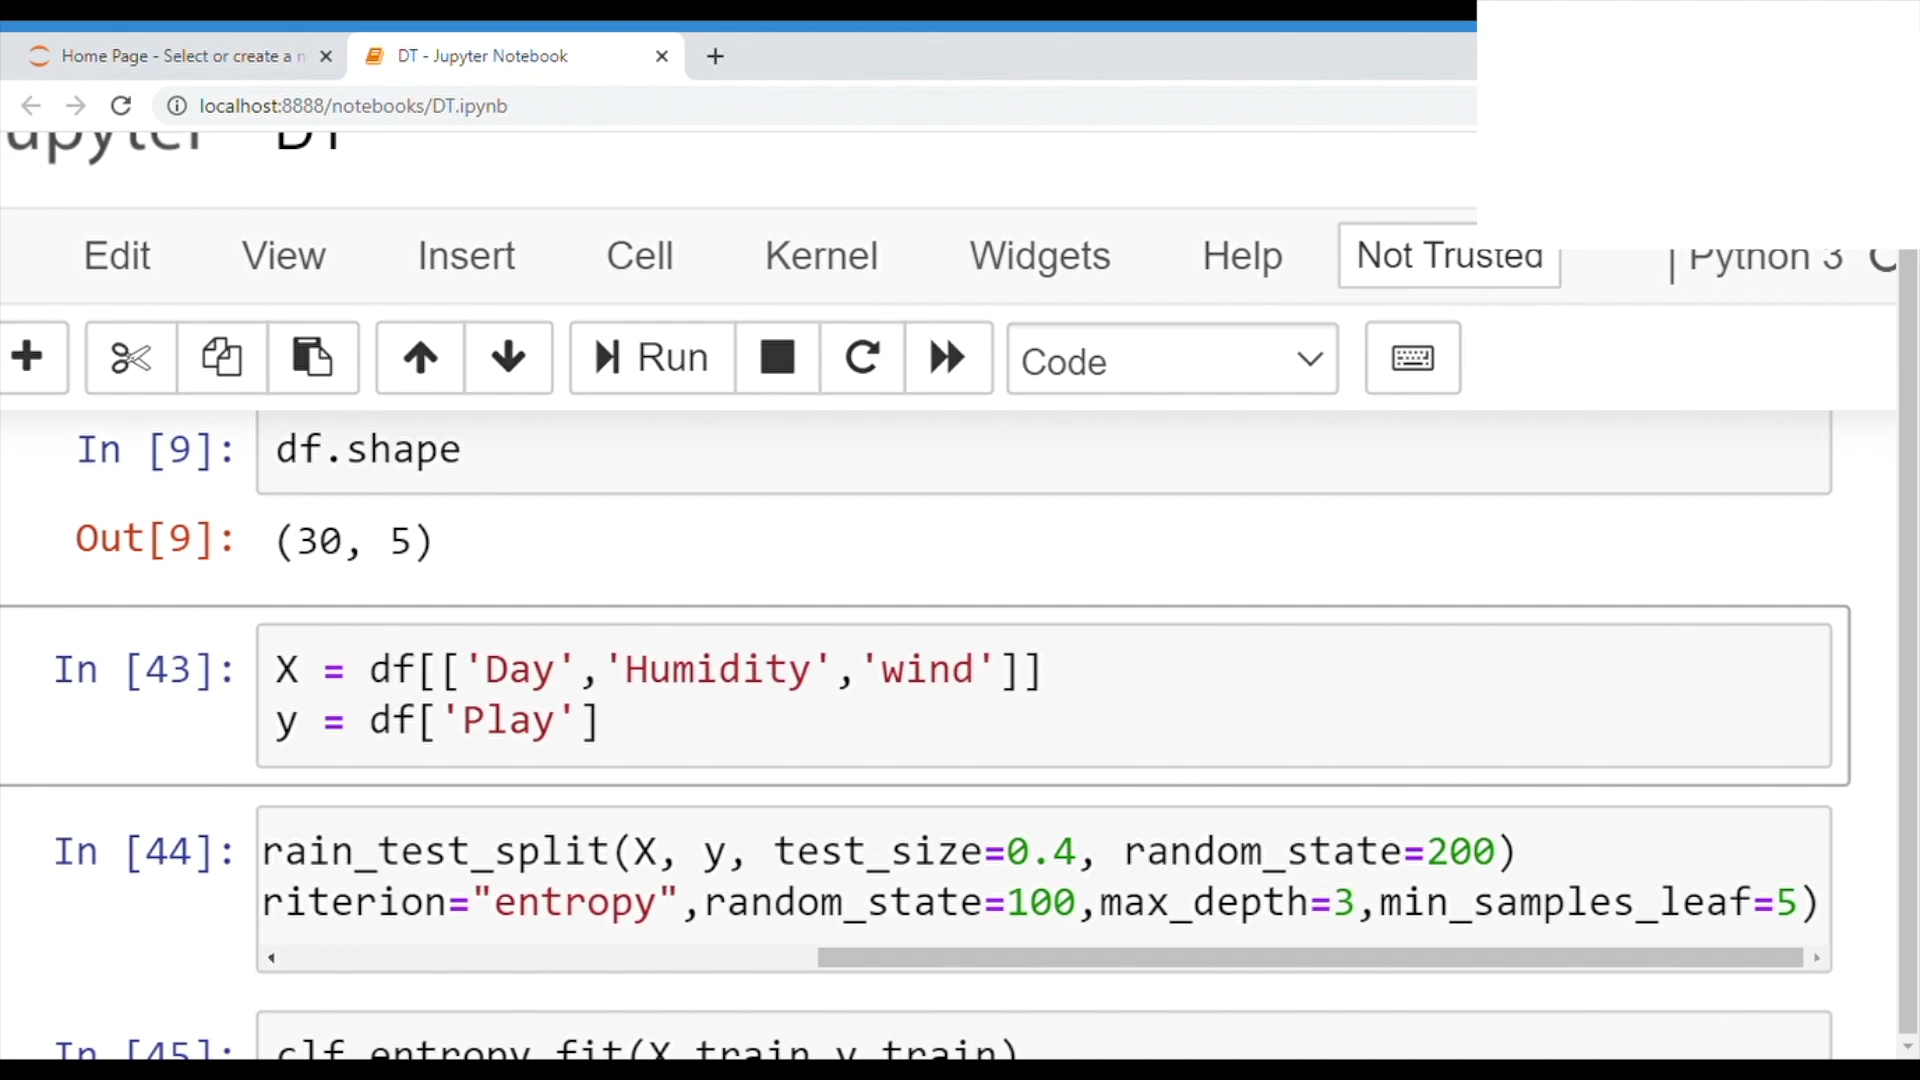 Home Page - Select or create a n
DT - Jupyter Notebook
localhost:8888/notebooks/DT.ipynb
upyter DT
Edit View Insert Cell Kernel Widgets Help Not Trusted | Python 3
Run Code
In [9]: df.shape
Out[9]: (30, 5)
In [43]: X = df[['Day','Humidity','wind']]
y = df['Play']
In [44]: rain_test_split(X, y, test_size=0.4, random_state=200)
riterion="entropy",random_state=100,max_depth=3,min_samples_leaf=5)
In [45]: clf_entropy.fit(X_train,y_train)